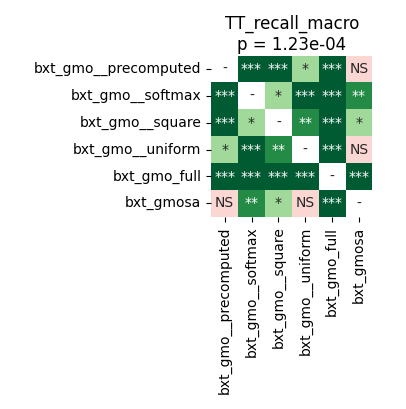 TT_recall_macro
p = 1.23e-04
bxt_gmo__precomputed - *** *** * *** NS
bxt_gmo__softmax *** - * *** *** **
bxt_gmo__square *** * - ** *** *
bxt_gmo__uniform * *** ** - *** NS
bxt_gmo_full *** *** *** *** - ***
bxt_gmosa NS ** * NS *** -
bxt_gmo__precomputed
bxt_gmo__softmax
bxt_gmo__square
bxt_gmo__uniform
bxt_gmo_full
bxt_gmosa